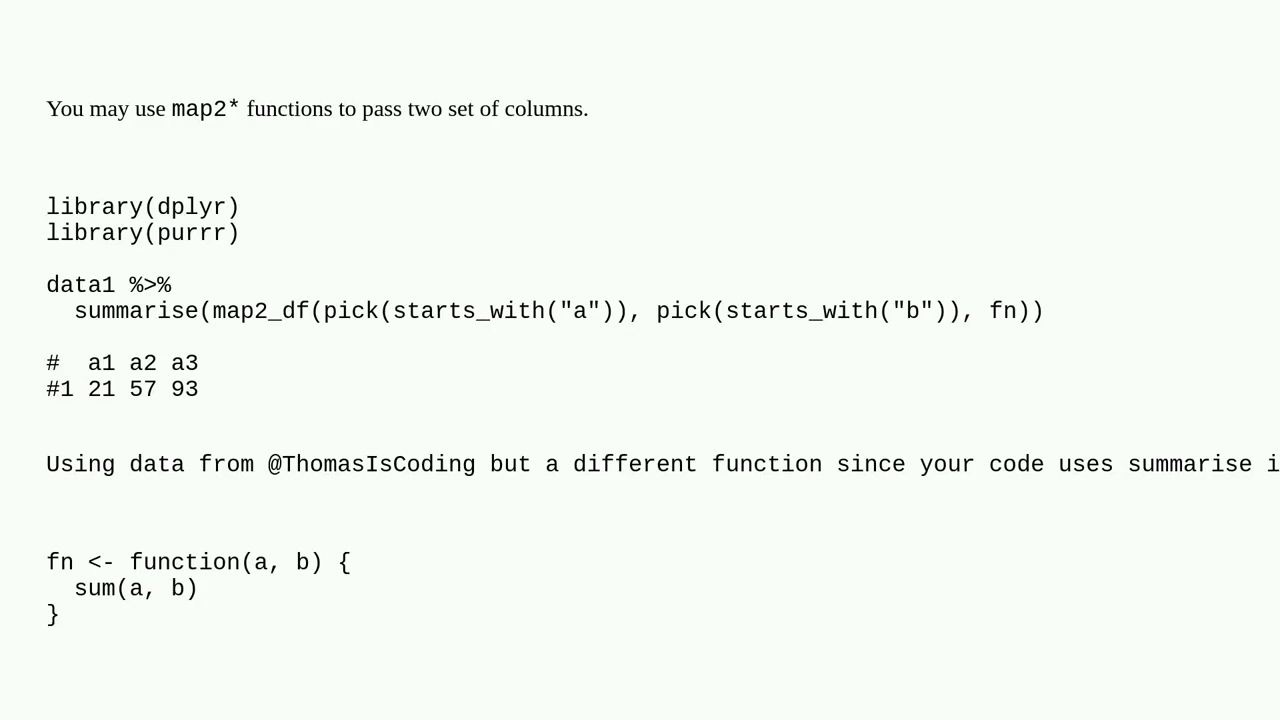 You may use map2* functions to pass two set of columns.
library(dplyr)
library(purrr)
data1 %>%
  summarise(map2_df(pick(starts_with("a")), pick(starts_with("b")), fn))
#  a1 a2 a3
#1 21 57 93
Using data from @ThomasIsCoding but a different function since your code uses summarise
fn <- function(a, b) {
  sum(a, b)
}